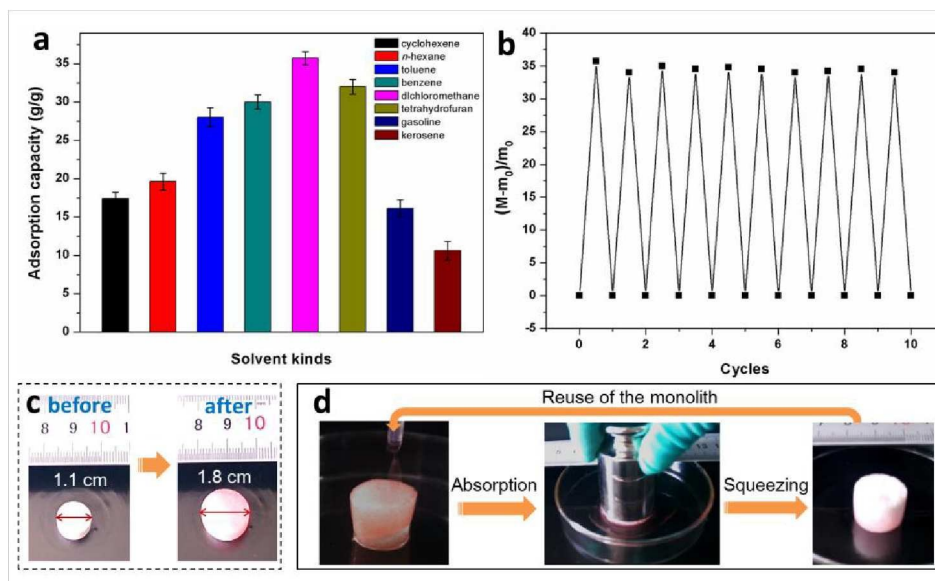 a
Adsorption capacity (g/g)
35
30
25
20
15
10
5
0
Solvent kinds
cyclohexene
n-hexane
toluene
benzene
dichloromethane
tetrahydrofuran
gasoline
kerosene
b
(M-m₀)/m₀
40
35
30
25
20
15
10
5
0
-5
0 2 4 6 8 10
Cycles
c
before
after
8 9 10 1
8 9 10
1.1 cm
1.8 cm
d
Reuse of the monolith
Absorption
Squeezing